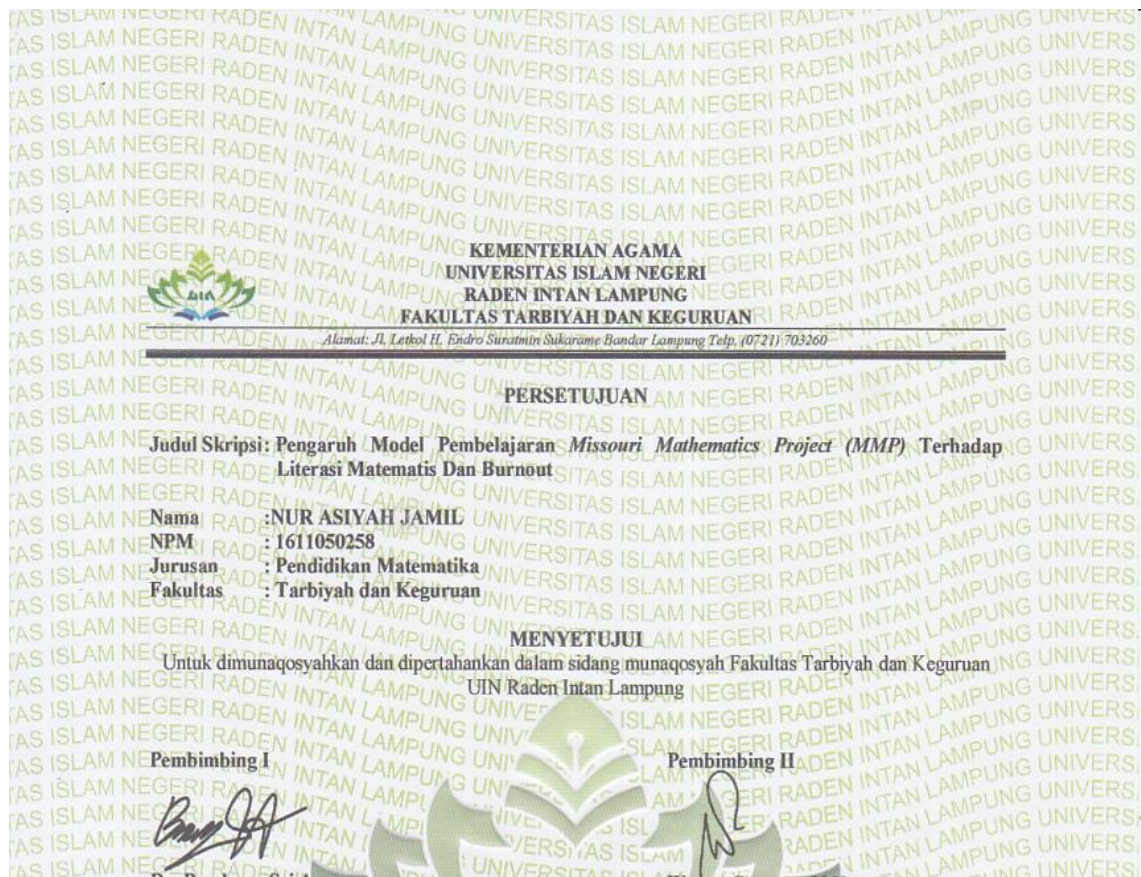 KEMENTERIAN AGAMA
UNIVERSITAS ISLAM NEGERI
RADEN INTAN LAMPUNG
FAKULTAS TARBIYAH DAN KEGURUAN
Alamat: Jl. Letkol H. Endro Suratmin Sukarame Bandar Lampung Telp. (0721) 703260
PERSETUJUAN
Judul Skripsi: Pengaruh Model Pembelajaran Missouri Mathematics Project (MMP) Terhadap
Literasi Matematis Dan Burnout
Nama :NUR ASIYAH JAMIL
NPM : 1611050258
Jurusan : Pendidikan Matematika
Fakultas : Tarbiyah dan Keguruan
MENYETUJUI
Untuk dimunaqosyahkan dan dipertahankan dalam sidang munaqosyah Fakultas Tarbiyah dan Keguruan
UIN Raden Intan Lampung
Pembimbing I Pembimbing II